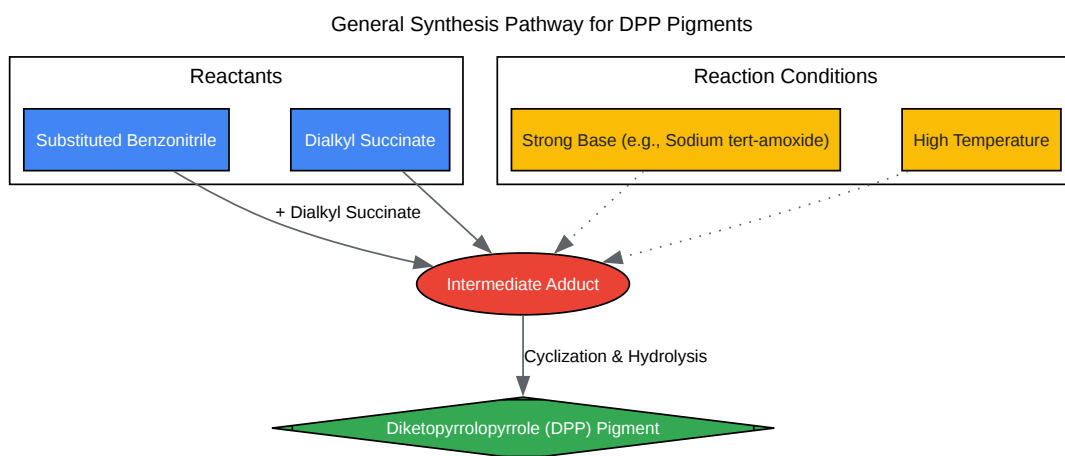 General Synthesis Pathway for DPP Pigments
Reactants
Reaction Conditions
Substituted Benzonitrile
Dialkyl Succinate
Strong Base (e.g., Sodium tert-amoxide)
High Temperature
+ Dialkyl Succinate
Intermediate Adduct
Cyclization & Hydrolysis
Diketopyrrolopyrrole (DPP) Pigment